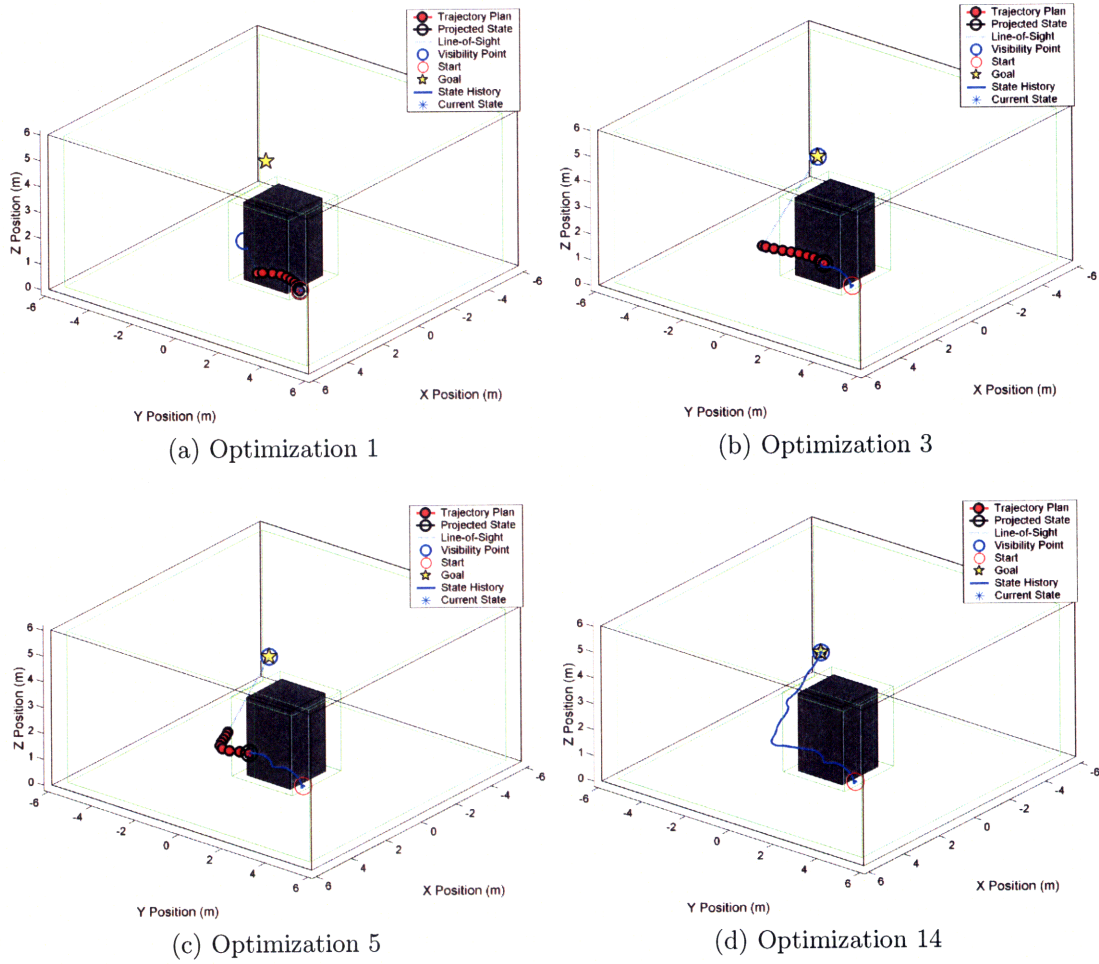 Trajectory Plan
Projected State
Line-of-Sight
Visibility Point
Start
Goal
State History
Current State
6
5
4
3
2
1
0
Z Position (m)
-6
-4
-2
0
2
4
6
Y Position (m)
6
4
2
0
-2
-4
-6
X Position (m)
(a) Optimization 1
Trajectory Plan
Projected State
Line-of-Sight
Visibility Point
Start
Goal
State History
Current State
6
5
4
3
2
1
0
Z Position (m)
-6
-4
-2
0
2
4
6
Y Position (m)
6
4
2
0
-2
-4
-6
X Position (m)
(b) Optimization 3
Trajectory Plan
Projected State
Line-of-Sight
Visibility Point
Start
Goal
State History
Current State
6
5
4
3
2
1
0
Z Position (m)
-6
-4
-2
0
2
4
6
Y Position (m)
6
4
2
0
-2
-4
-6
X Position (m)
(c) Optimization 5
Trajectory Plan
Projected State
Line-of-Sight
Visibility Point
Start
Goal
State History
Current State
6
5
4
3
2
1
0
Z Position (m)
-6
-4
-2
0
2
4
6
Y Position (m)
6
4
2
0
-2
-4
-6
X Position (m)
(d) Optimization 14